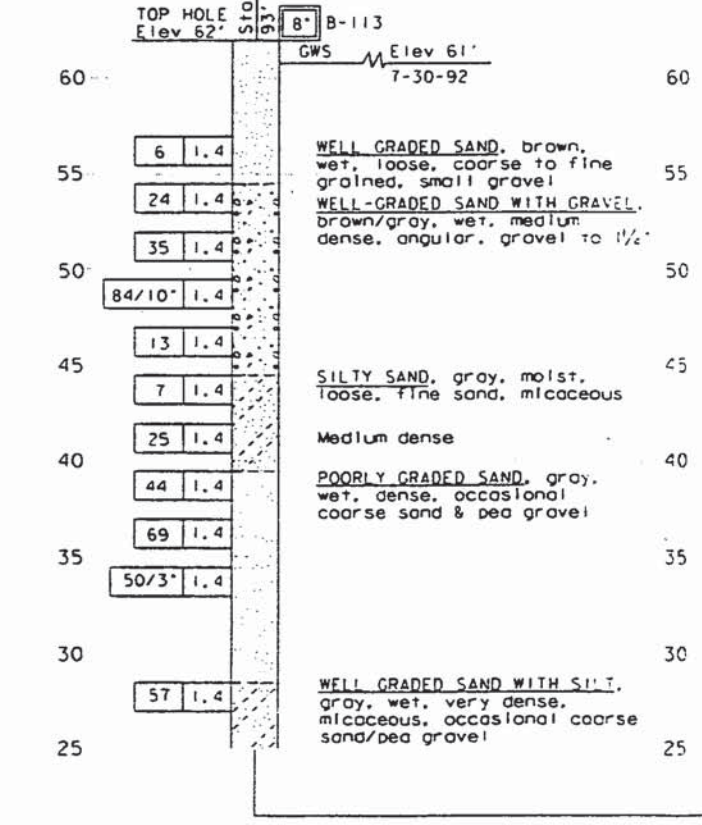 TOP HOLE
Elev 62'
Sta
93'
8" B-113
GWS Elev 61'
7-30-92
60 60
6 1.4 WELL GRADED SAND, brown,
wet, loose, coarse to fine
55 55
grained, small gravel
24 1.4 WELL-GRADED SAND WITH GRAVEL,
brown/gray, wet, medium
35 1.4 dense, angular, gravel to 1½"
50 50
84/10" 1.4
13 1.4
45 45
7 1.4 SILTY SAND, gray, moist,
loose, fine sand, micaceous
25 1.4 Medium dense
40 40
44 1.4 POORLY GRADED SAND, gray,
wet, dense, occasional
coarse sand & pea gravel
69 1.4
35 35
50/3" 1.4
30 30
57 1.4 WELL GRADED SAND WITH SILT,
gray, wet, very dense,
micaceous, occasional coarse
sand/pea gravel
25 25